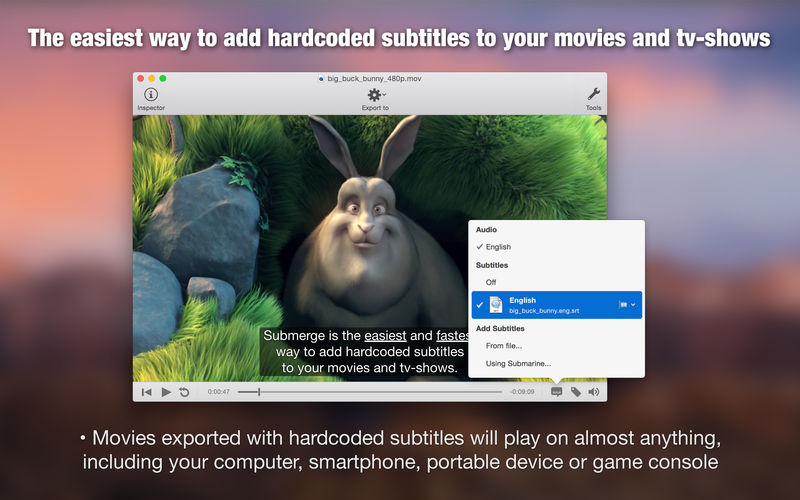 The easiest way to add hardcoded subtitles to your movies and tv-shows
big_buck_bunny_480p.mov
Inspector
Export to
Tools
Audio
✓ English
Subtitles
Off
✓ English
big_buck_bunny.eng.srt
Add Subtitles
From file...
Using Submarine...
Submerge is the easiest and
way to add hardcoded subtitles
to your movies and tv-shows.
0:00:47
-0:09:09
• Movies exported with hardcoded subtitles will play on almost anything,
including your computer, smartphone, portable device or game console